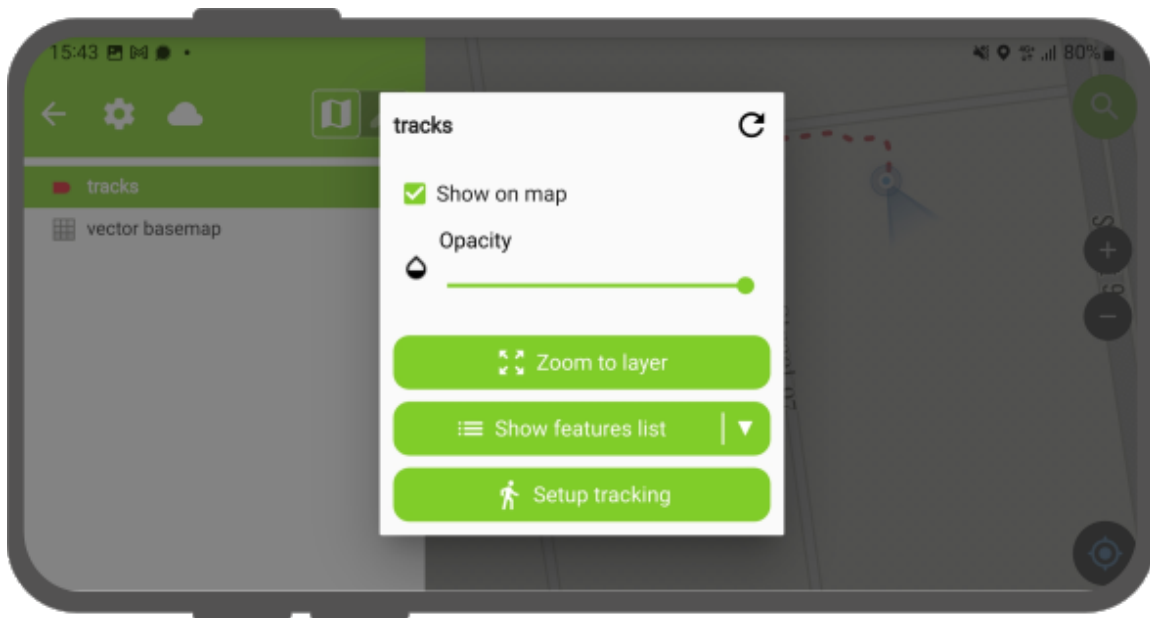 15:43
80%
tracks
tracks
vector basemap
Show on map
Opacity
Zoom to layer
Show features list
Setup tracking